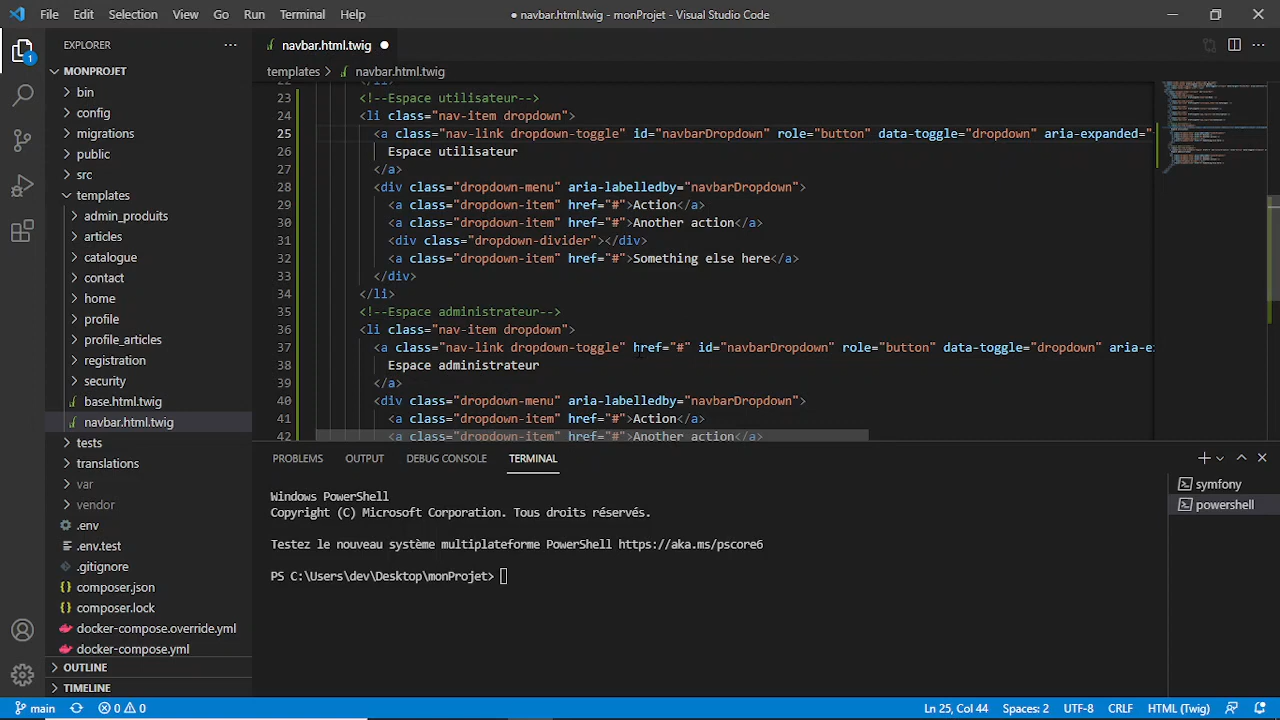 File Edit Selection View Go Run Terminal Help
● navbar.html.twig - monProjet - Visual Studio Code
EXPLORER
MONPROJET
bin
config
migrations
public
src
templates
admin_produits
articles
catalogue
contact
home
profile
profile_articles
registration
security
base.html.twig
navbar.html.twig
tests
translations
var
vendor
.env
.env.test
.gitignore
composer.json
composer.lock
docker-compose.override.yml
docker-compose.yml
OUTLINE
TIMELINE
1
navbar.html.twig
templates > navbar.html.twig
22 </li>
23 <!--Espace utilisateur-->
24 <li class="nav-item dropdown">
25 <a class="nav-link dropdown-toggle" id="navbarDropdown" role="button" data-toggle="dropdown" aria-expanded="
26 Espace utilisateur
27 </a>
28 <div class="dropdown-menu" aria-labelledby="navbarDropdown">
29 <a class="dropdown-item" href="#">Action</a>
30 <a class="dropdown-item" href="#">Another action</a>
31 <div class="dropdown-divider"></div>
32 <a class="dropdown-item" href="#">Something else here</a>
33 </div>
34 </li>
35 <!--Espace administrateur-->
36 <li class="nav-item dropdown">
37 <a class="nav-link dropdown-toggle" href="#" id="navbarDropdown" role="button" data-toggle="dropdown" aria-ex
38 Espace administrateur
39 </a>
40 <div class="dropdown-menu" aria-labelledby="navbarDropdown">
41 <a class="dropdown-item" href="#">Action</a>
42 <a class="dropdown-item" href="#">Another action</a>
PROBLEMS OUTPUT DEBUG CONSOLE TERMINAL
Windows PowerShell
Copyright (C) Microsoft Corporation. Tous droits réservés.
Testez le nouveau système multiplateforme PowerShell https://aka.ms/pscore6
PS C:\Users\dev\Desktop\monProjet>
symfony
powershell
main 0 0 Ln 25, Col 44 Spaces: 2 UTF-8 CRLF HTML (Twig)